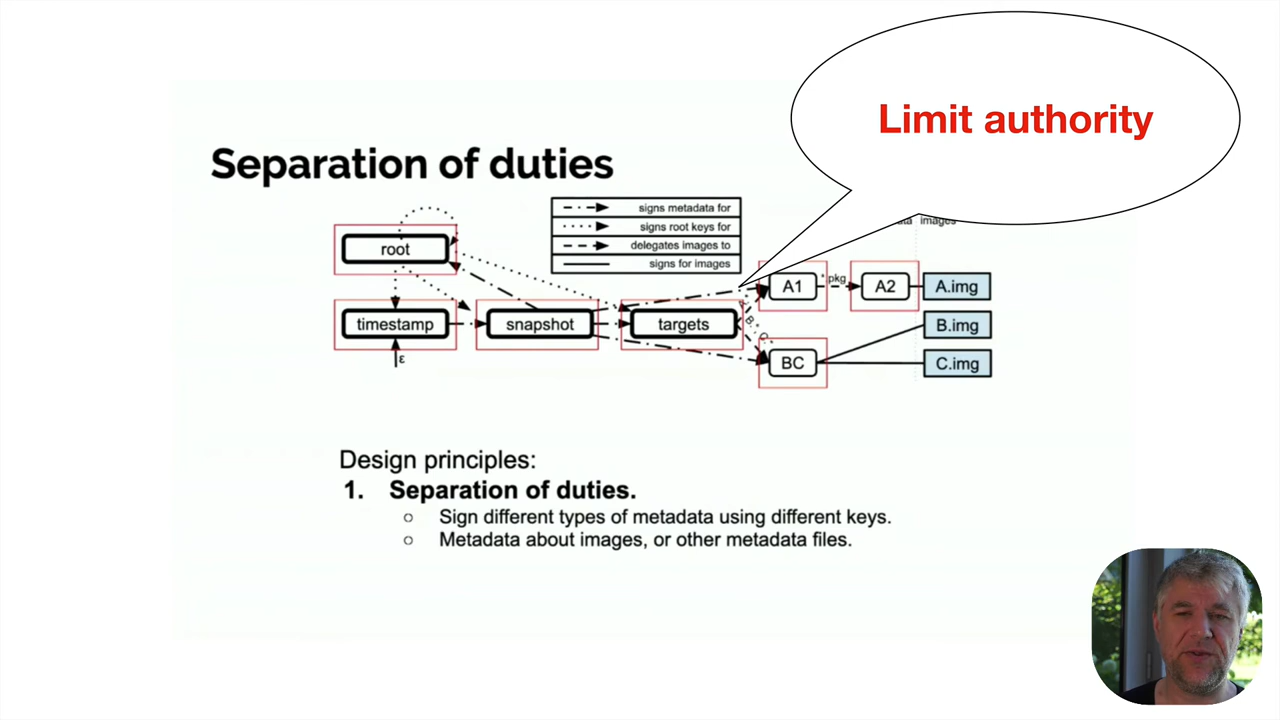 Limit authority
Separation of duties
signs metadata for
signs root keys for
delegates images to
signs for images
images
root
timestamp
snapshot
targets
A1
*.pkg
A2
A.img
B.img
BC
C.img
ε
Design principles:
1. Separation of duties.
○ Sign different types of metadata using different keys.
○ Metadata about images, or other metadata files.